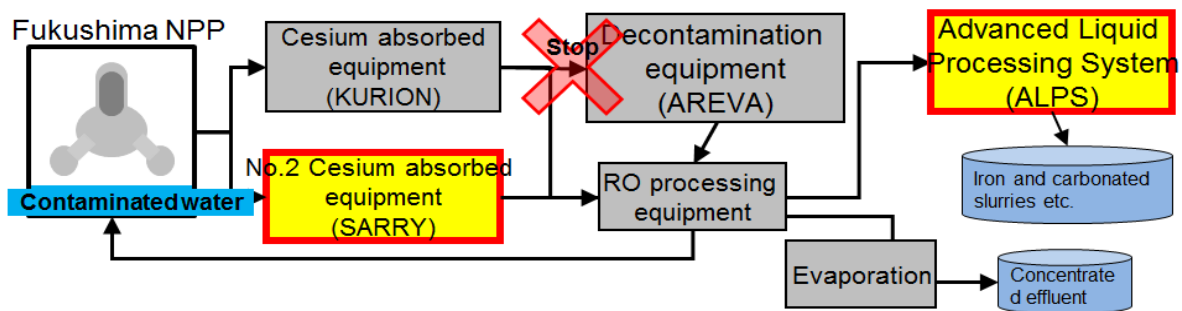 Fukushima NPP
Contaminated water
Cesium absorbed
equipment
(KURION)
No.2 Cesium absorbed
equipment
(SARRY)
Stop
Decontamination
equipment
(AREVA)
RO processing
equipment
Evaporation
Advanced Liquid
Processing System
(ALPS)
Iron and carbonated
slurries etc.
Concentrate
d effluent